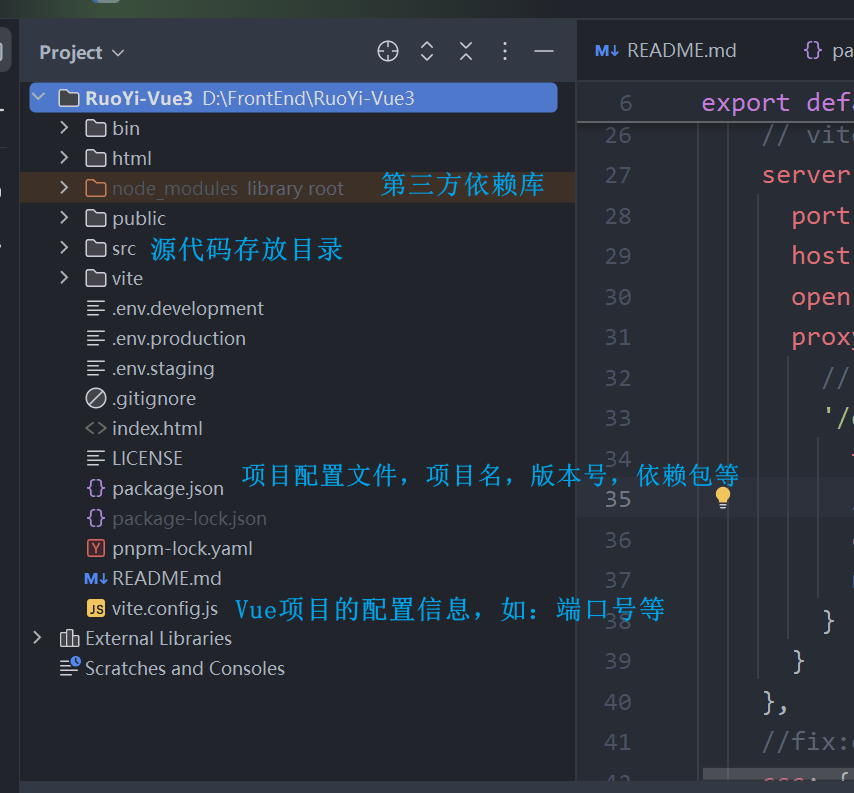 Project
README.md
RuoYi-Vue3 D:\FrontEnd\RuoYi-Vue3
6 export
bin
26 //
html
27 server
node_modules library root 第三方依赖库
public
28 port
src 源代码存放目录
29 host
vite
30 open
.env.development
.env.production
31
.env.staging
32 //
.gitignore
33 '/
index.html
LICENSE
34
项目配置文件，项目名，版本号，依赖包等
package.json
35
package-lock.json
36
pnpm-lock.yaml
README.md
37
vite.config.js Vue项目的配置信息，如：端口号等
38 }
External Libraries
39 }
Scratches and Consoles
40 },
41 //fix: